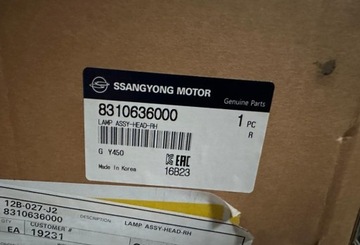 SSANGYONG MOTOR
Genuine Parts
8310636000
1 PC
LAMP ASSY-HEAD-RH
R
G Y450
EAC
Made In Korea
16B23
12B-027-J2
8310636000
DESCRIPTION:
LAMP ASSY-HEAD-RH
EA
CUSTOMER #
19231